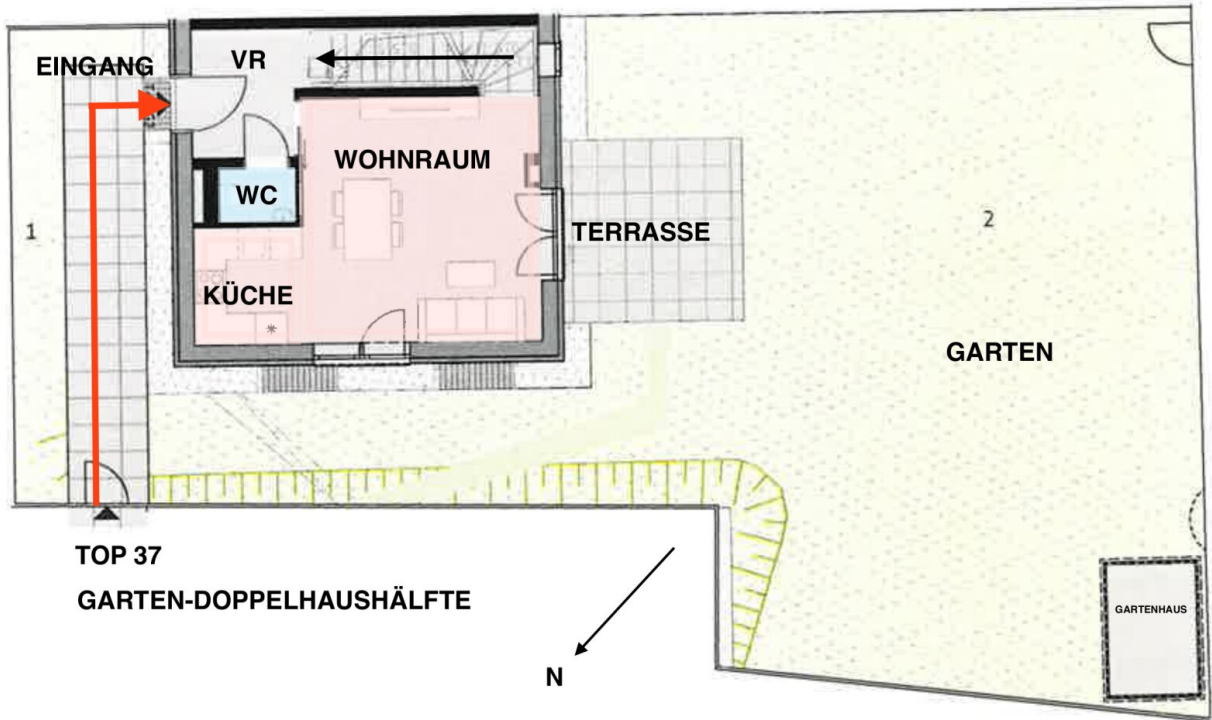 EINGANG
VR
WOHNRAUM
WC
1
TERRASSE
2
KÜCHE
*
GARTEN
TOP 37
GARTEN-DOPPELHAUSHÄLFTE
GARTENHAUS
N